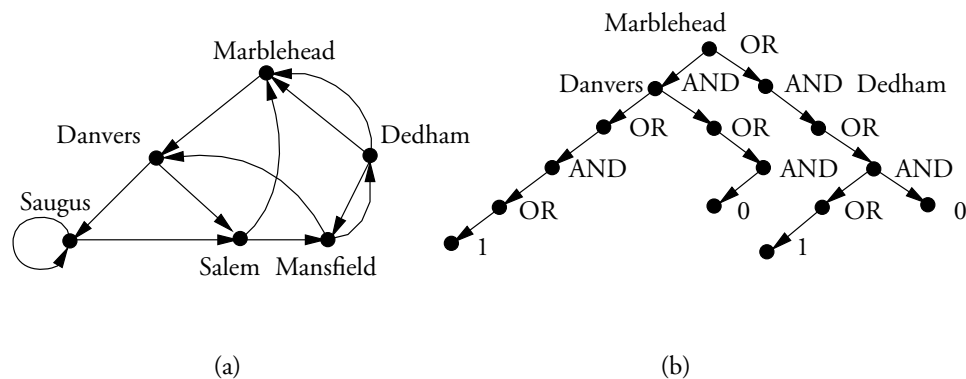 Marblehead
Danvers
Dedham
Saugus
Salem
Mansfield
(a)
Marblehead
OR
Danvers
AND
AND
Dedham
OR
OR
OR
AND
AND
AND
OR
0
OR
0
1
1
(b)